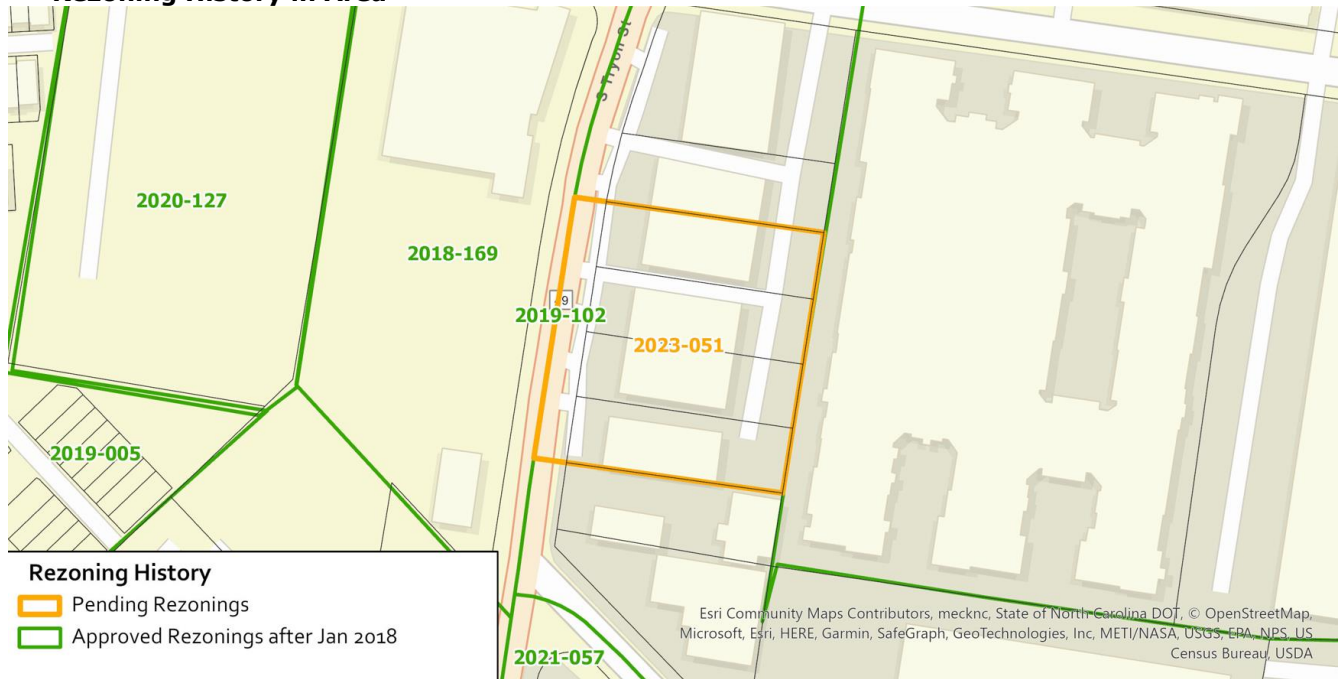 Rezoning History in Area
S Tryon St
2020-127
2018-169
2019-102
2023-051
2019-005
Rezoning History
Pending Rezonings
Approved Rezonings after Jan 2018
2021-057
Esri Community Maps Contributors, mecknc, State of North Carolina DOT, © OpenStreetMap,
Microsoft, Esri, HERE, Garmin, SafeGraph, GeoTechnologies, Inc, METI/NASA, USGS, EPA, NPS, US
Census Bureau, USDA